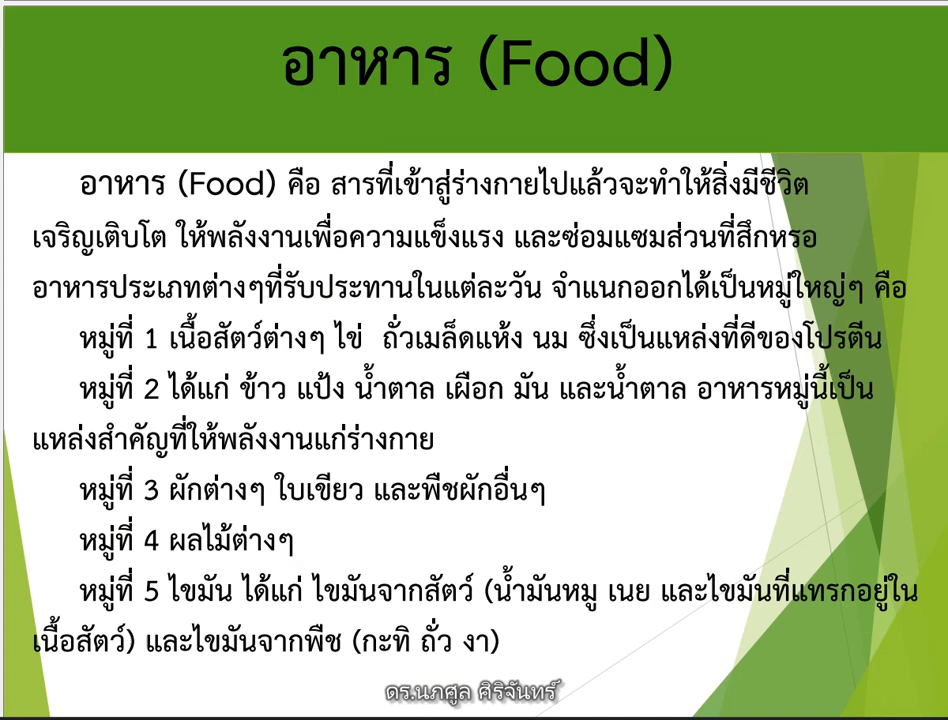 อาหาร (Food)
อาหาร (Food) คือ สารที่เข้าสู่ร่างกายไปแล้วจะทำให้สิ่งมีชีวิต
เจริญเติบโต ให้พลังงานเพื่อความแข็งแรง และซ่อมแซมส่วนที่สึกหรอ
อาหารประเภทต่างๆที่รับประทานในแต่ละวัน จำแนกออกได้เป็นหมู่ใหญ่ๆ คือ
หมู่ที่ 1 เนื้อสัตว์ต่างๆ ไข่ ถั่วเมล็ดแห้ง นม ซึ่งเป็นแหล่งที่ดีของโปรตีน
หมู่ที่ 2 ได้แก่ ข้าว แป้ง น้ำตาล เผือก มัน และน้ำตาล อาหารหมู่นี้เป็น
แหล่งสำคัญที่ให้พลังงานแก่ร่างกาย
หมู่ที่ 3 ผักต่างๆ ใบเขียว และพืชผักอื่นๆ
หมู่ที่ 4 ผลไม้ต่างๆ
หมู่ที่ 5 ไขมัน ได้แก่ ไขมันจากสัตว์ (น้ำมันหมู เนย และไขมันที่แทรกอยู่ใน
เนื้อสัตว์) และไขมันจากพืช (กะทิ ถั่ว งา)
ดร.นภศูล ศิริจันทร์